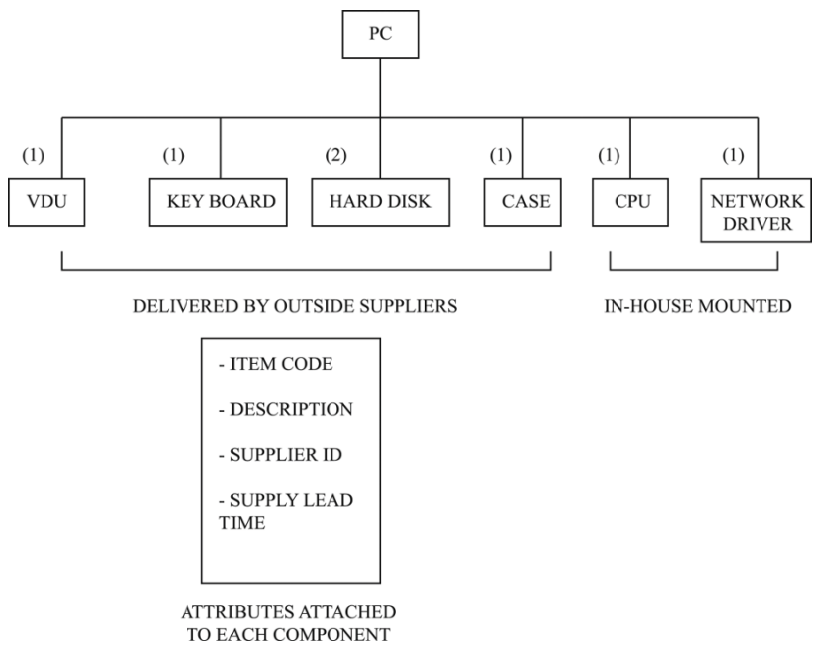 PC
(1)
(1)
(2)
(1)
(1)
(1)
VDU
KEY BOARD
HARD DISK
CASE
CPU
NETWORK
DRIVER
DELIVERED BY OUTSIDE SUPPLIERS
IN-HOUSE MOUNTED
- ITEM CODE
- DESCRIPTION
- SUPPLIER ID
- SUPPLY LEAD
TIME
ATTRIBUTES ATTACHED
TO EACH COMPONENT